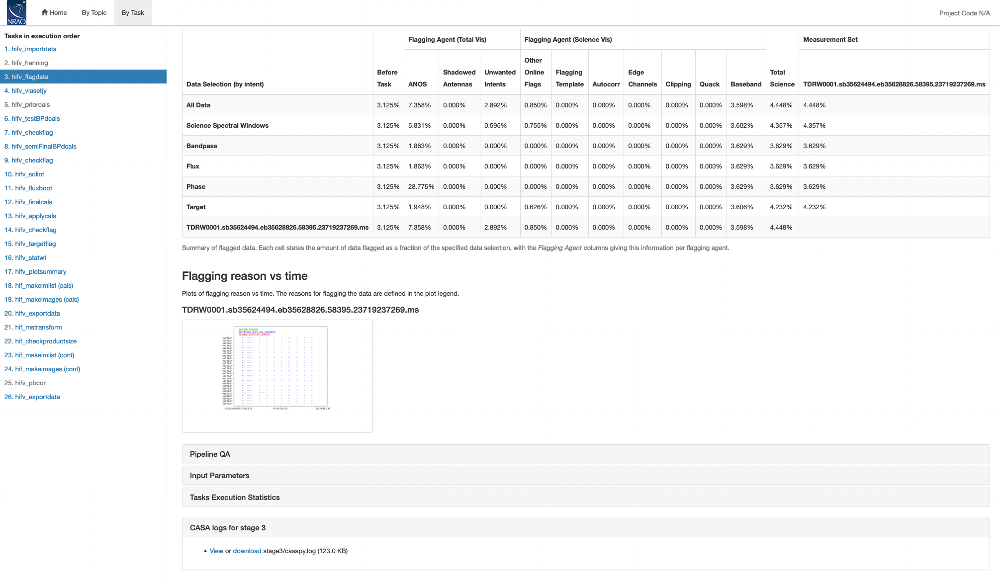 NRAO
Home By Topic By Task Project Code N/A
Tasks in execution order
1. hifv_importdata
2. hifv_hanning
3. hifv_flagdata
4. hifv_vlasetjy
5. hifv_priorcals
6. hifv_testBPdcals
7. hifv_checkflag
8. hifv_semiFinalBPdcals
9. hifv_checkflag
10. hifv_solint
11. hifv_fluxboot
12. hifv_finalcals
13. hifv_applycals
14. hifv_checkflag
15. hifv_targetflag
16. hifv_statwt
17. hifv_plotsummary
18. hif_makeimlist (cals)
19. hif_makeimages (cals)
20. hifv_exportdata
21. hif_mstransform
22. hif_checkproductsize
23. hif_makeimlist (cont)
24. hif_makeimages (cont)
25. hifv_pbcor
26. hifv_exportdata
Flagging Agent (Total Vis) Flagging Agent (Science Vis) Measurement Set
Data Selection (by intent) Before Task ANOS Shadowed Antennas Unwanted Intents Other Online Flags Flagging Template Autocorr Edge Channels Clipping Quack Baseband Total Science TDRW0001.sb35624494.eb35628826.58395.23719237269.ms
All Data 3.125% 7.358% 0.000% 2.892% 0.850% 0.000% 0.000% 0.000% 0.000% 0.000% 3.598% 4.448% 4.448%
Science Spectral Windows 3.125% 5.831% 0.000% 0.595% 0.755% 0.000% 0.000% 0.000% 0.000% 0.000% 3.602% 4.357% 4.357%
Bandpass 3.125% 1.863% 0.000% 0.000% 0.000% 0.000% 0.000% 0.000% 0.000% 0.000% 3.629% 3.629% 3.629%
Flux 3.125% 1.863% 0.000% 0.000% 0.000% 0.000% 0.000% 0.000% 0.000% 0.000% 3.629% 3.629% 3.629%
Phase 3.125% 28.775% 0.000% 0.000% 0.000% 0.000% 0.000% 0.000% 0.000% 0.000% 3.629% 3.629% 3.629%
Target 3.125% 1.948% 0.000% 0.000% 0.626% 0.000% 0.000% 0.000% 0.000% 0.000% 3.606% 4.232% 4.232%
TDRW0001.sb35624494.eb35628826.58395.23719237269.ms 3.125% 7.358% 0.000% 2.892% 0.850% 0.000% 0.000% 0.000% 0.000% 0.000% 3.598% 4.448%
Summary of flagged data. Each cell states the amount of data flagged as a fraction of the specified data selection, with the Flagging Agent columns giving this information per flagging agent.
Flagging reason vs time
Plots of flagging reason vs time. The reasons for flagging the data are defined in the plot legend.
TDRW0001.sb35624494.eb35628826.58395.23719237269.ms
FOCUS_ERROR
ANTENNA_NOT_ON_SOURCE
SUBREFLECTOR_ERROR
Pipeline QA
Input Parameters
Tasks Execution Statistics
CASA logs for stage 3
• View or download stage3/casapy.log (123.0 KB)